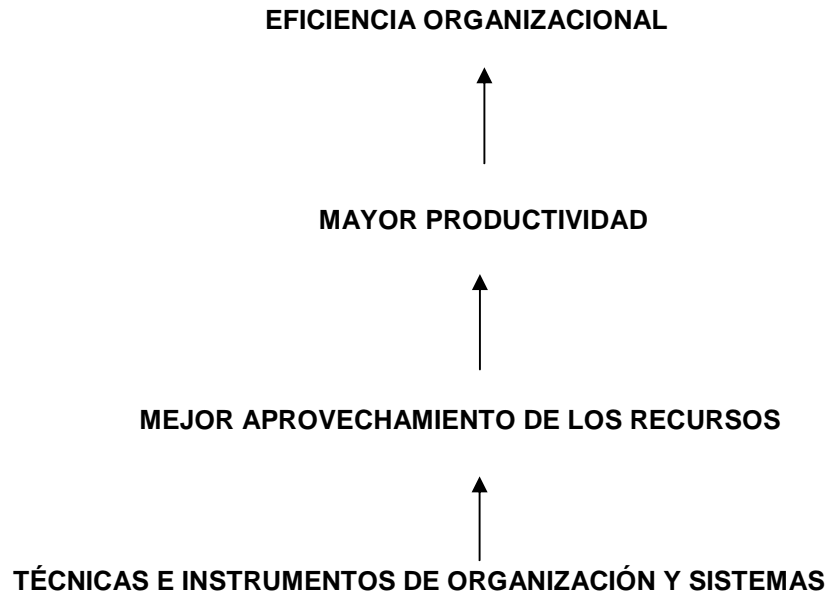 EFICIENCIA ORGANIZACIONAL
MAYOR PRODUCTIVIDAD
MEJOR APROVECHAMIENTO DE LOS RECURSOS
TÉCNICAS E INSTRUMENTOS DE ORGANIZACIÓN Y SISTEMAS